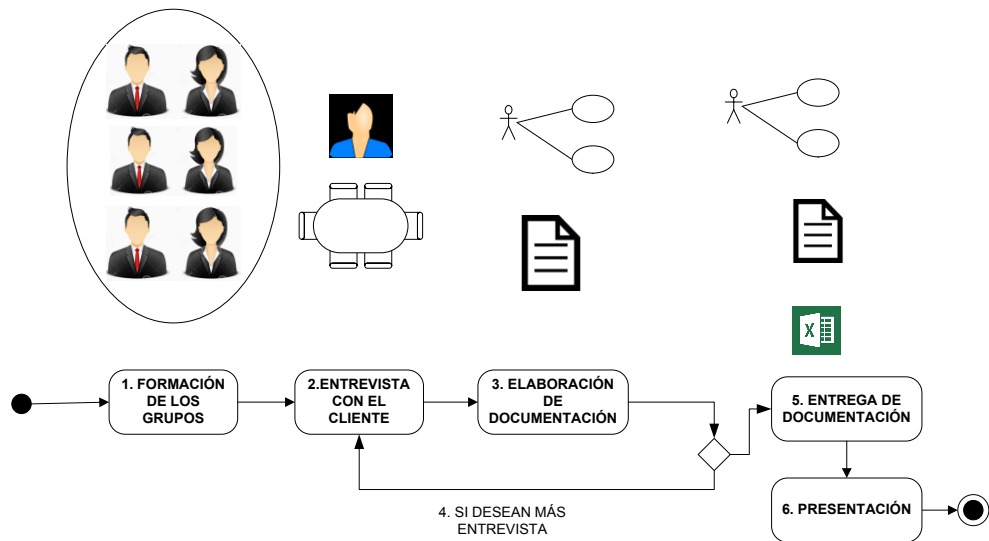 X
1. FORMACIÓN
DE LOS
GRUPOS
2.ENTREVISTA
CON EL
CLIENTE
3. ELABORACIÓN
DE
DOCUMENTACIÓN
4. SI DESEAN MÁS
ENTREVISTA
5. ENTREGA DE
DOCUMENTACIÓN
6. PRESENTACIÓN